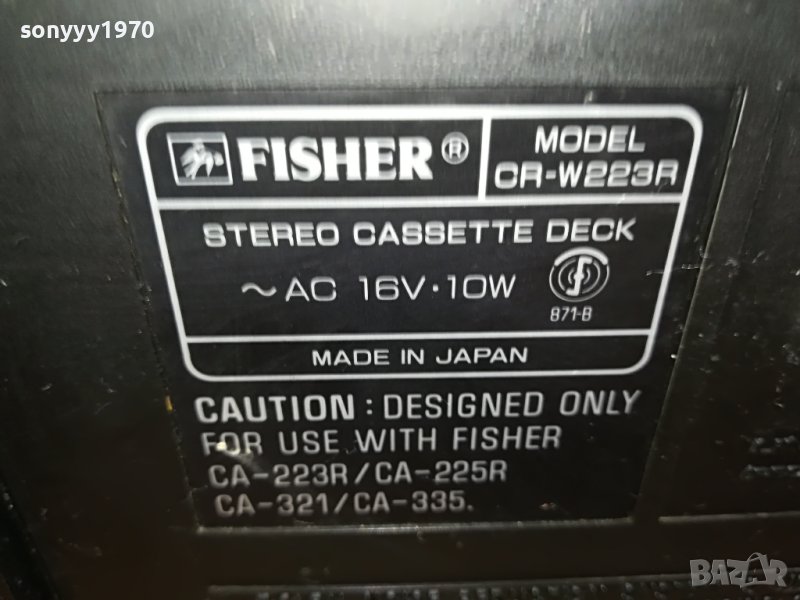 sonyyy1970
FISHER ®
MODEL
CR-W223R
STEREO CASSETTE DECK
~ AC 16V·10W
871-B
MADE IN JAPAN
CAUTION : DESIGNED ONLY
FOR USE WITH FISHER
CA-223R/CA-225R
CA-321/CA-335.
BAZAR